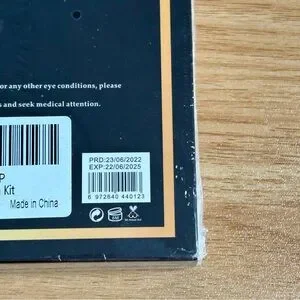 or any other eye conditions, please
s and seek medical attention.
P
Kit
Made in China
PRD:23/06/2022
EXP:22/06/2025
6 972640 440123